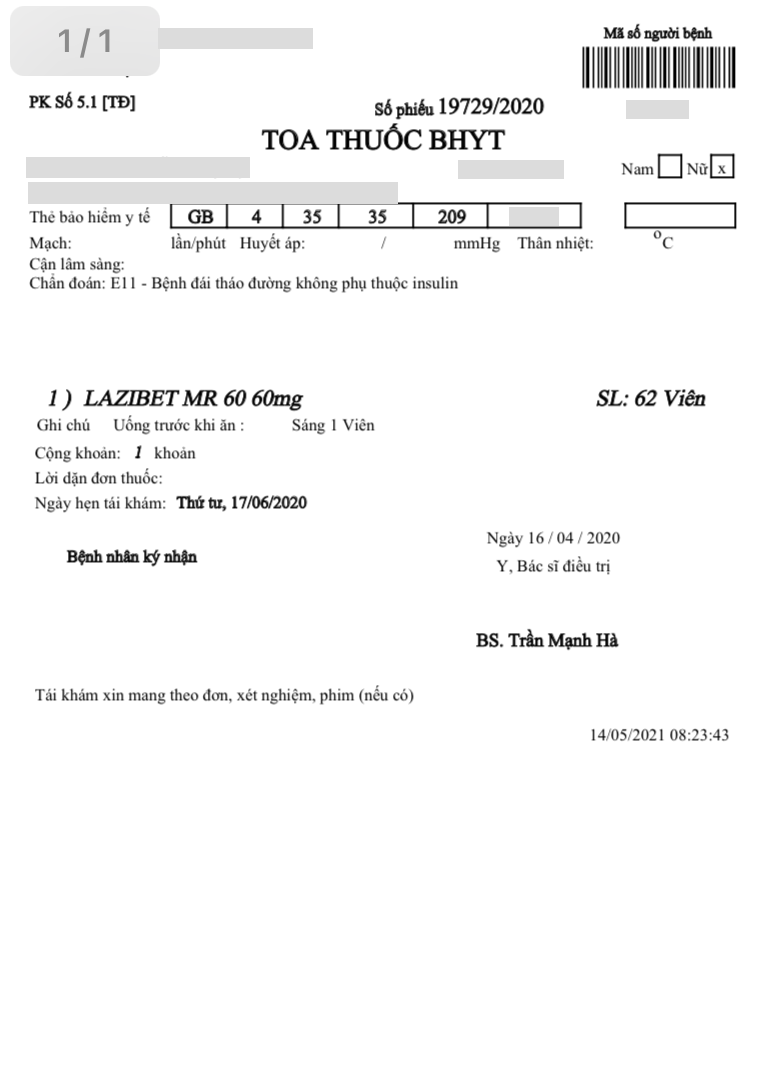 1/1
Mã số người bệnh
PK Số 5.1 [TĐ]
Số phiếu 19729/2020
TOA THUỐC BHYT
Nam Nữ x
Thẻ bảo hiểm y tế GB 4 35 35 209
Mạch: lần/phút Huyết áp: / mmHg Thân nhiệt: °C
Cận lâm sàng:
Chẩn đoán: E11 - Bệnh đái tháo đường không phụ thuộc insulin
1 ) LAZIBET MR 60 60mg SL: 62 Viên
Ghi chú Uống trước khi ăn : Sáng 1 Viên
Cộng khoản: 1 khoản
Lời dặn đơn thuốc:
Ngày hẹn tái khám: Thứ tư, 17/06/2020
Ngày 16 / 04 / 2020
Bệnh nhân ký nhận
Y, Bác sĩ điều trị
BS. Trần Mạnh Hà
Tái khám xin mang theo đơn, xét nghiệm, phim (nếu có)
14/05/2021 08:23:43